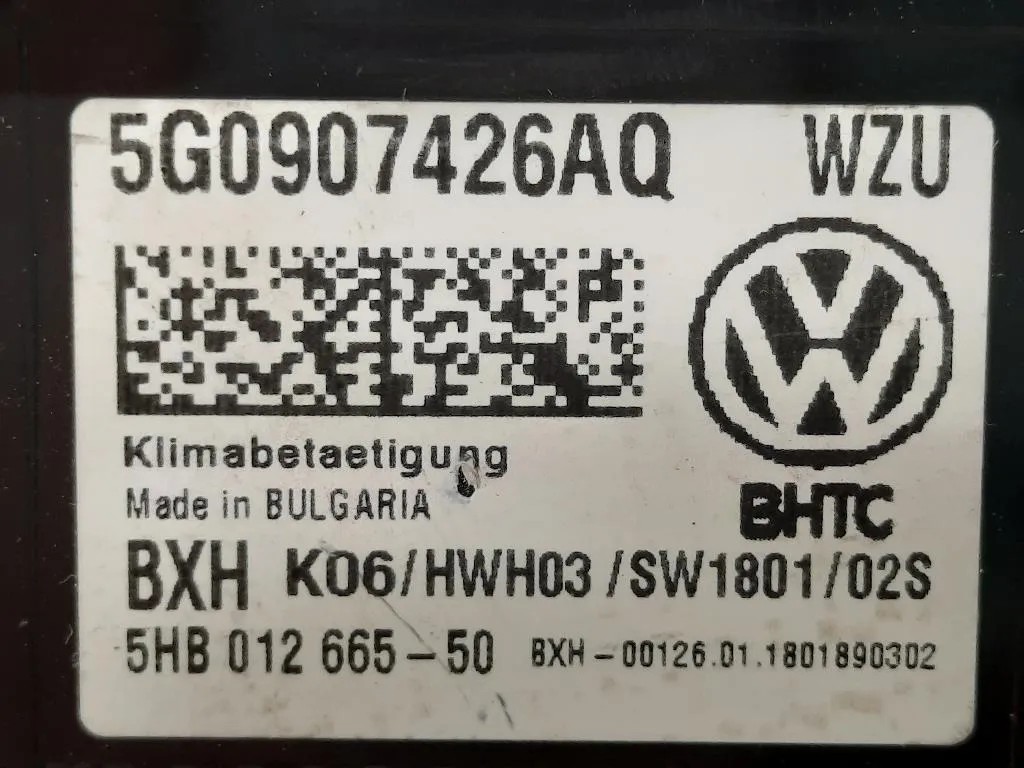 5G0907426AQ WZU
Klimabetaetigung
Made in BULGARIA
BHTC
BXH K06/HWH03/SW1801/02S
5HB 012 665-50 BXH-00126.01.1801890302